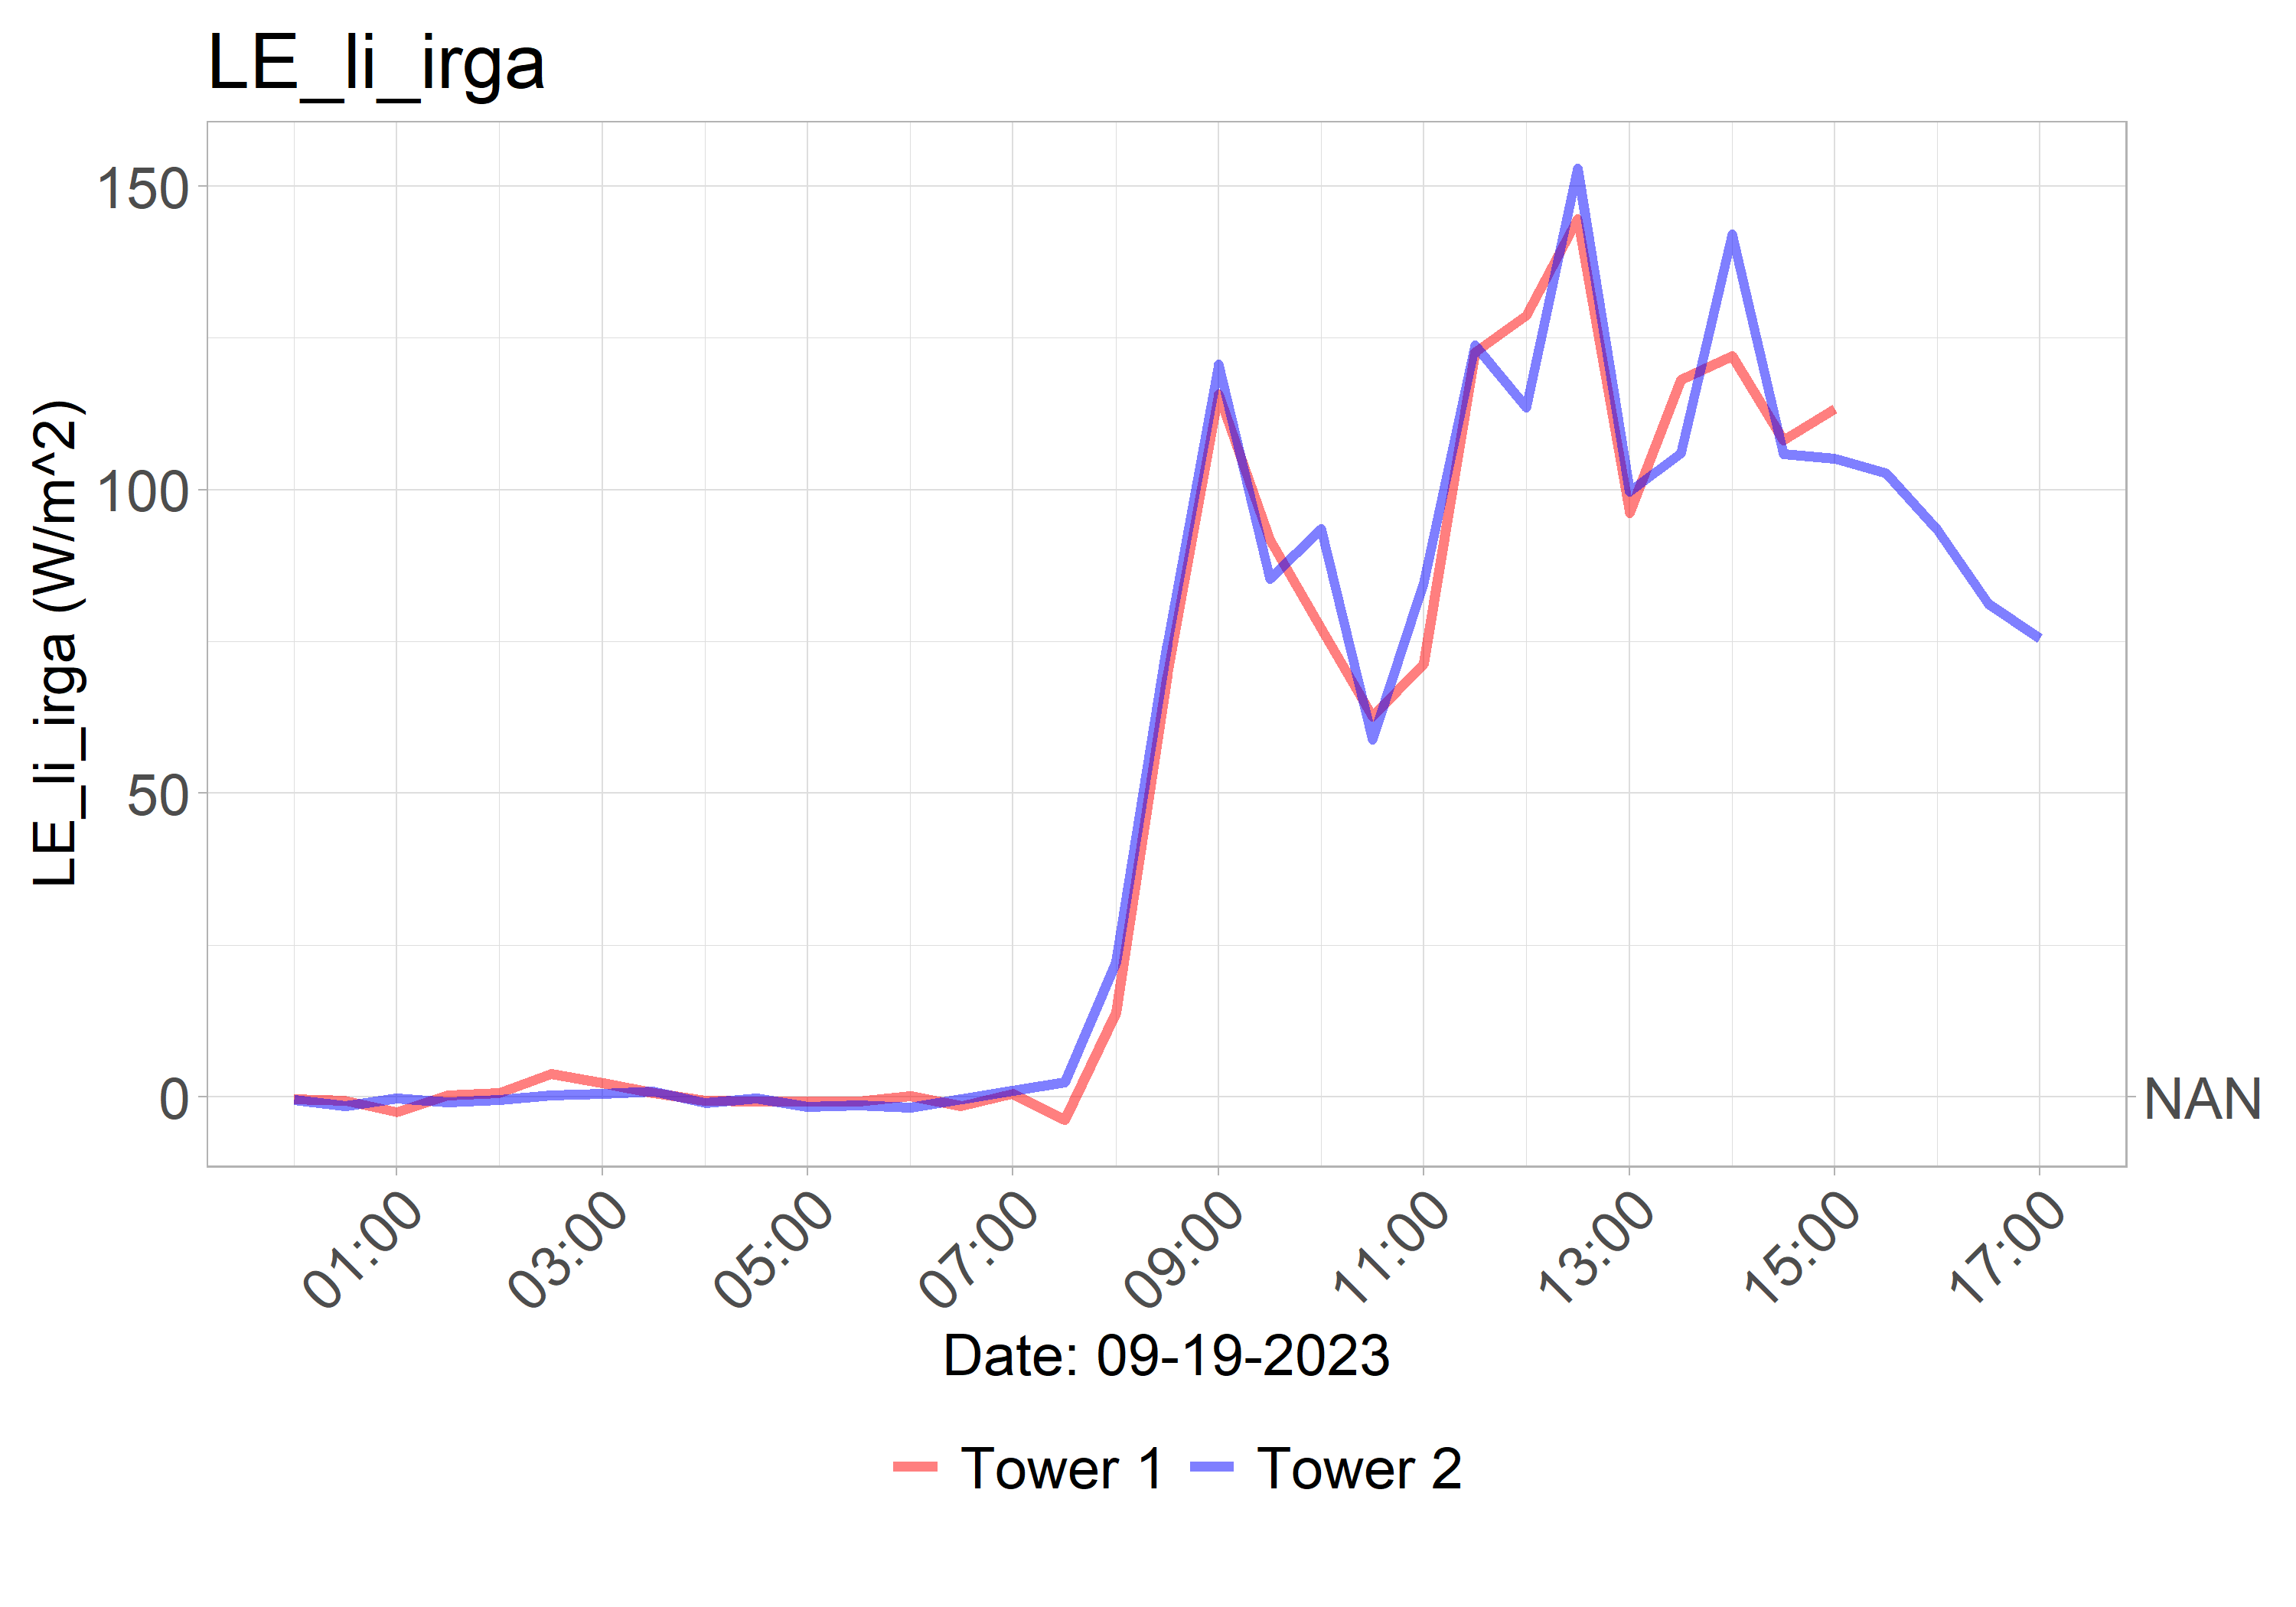 LE_li_irga
LE_li_irga (W/m^2)
150
100
50
0
NAN
01:00 03:00 05:00 07:00 09:00 11:00 13:00 15:00 17:00
Date: 09-19-2023
Tower 1 Tower 2